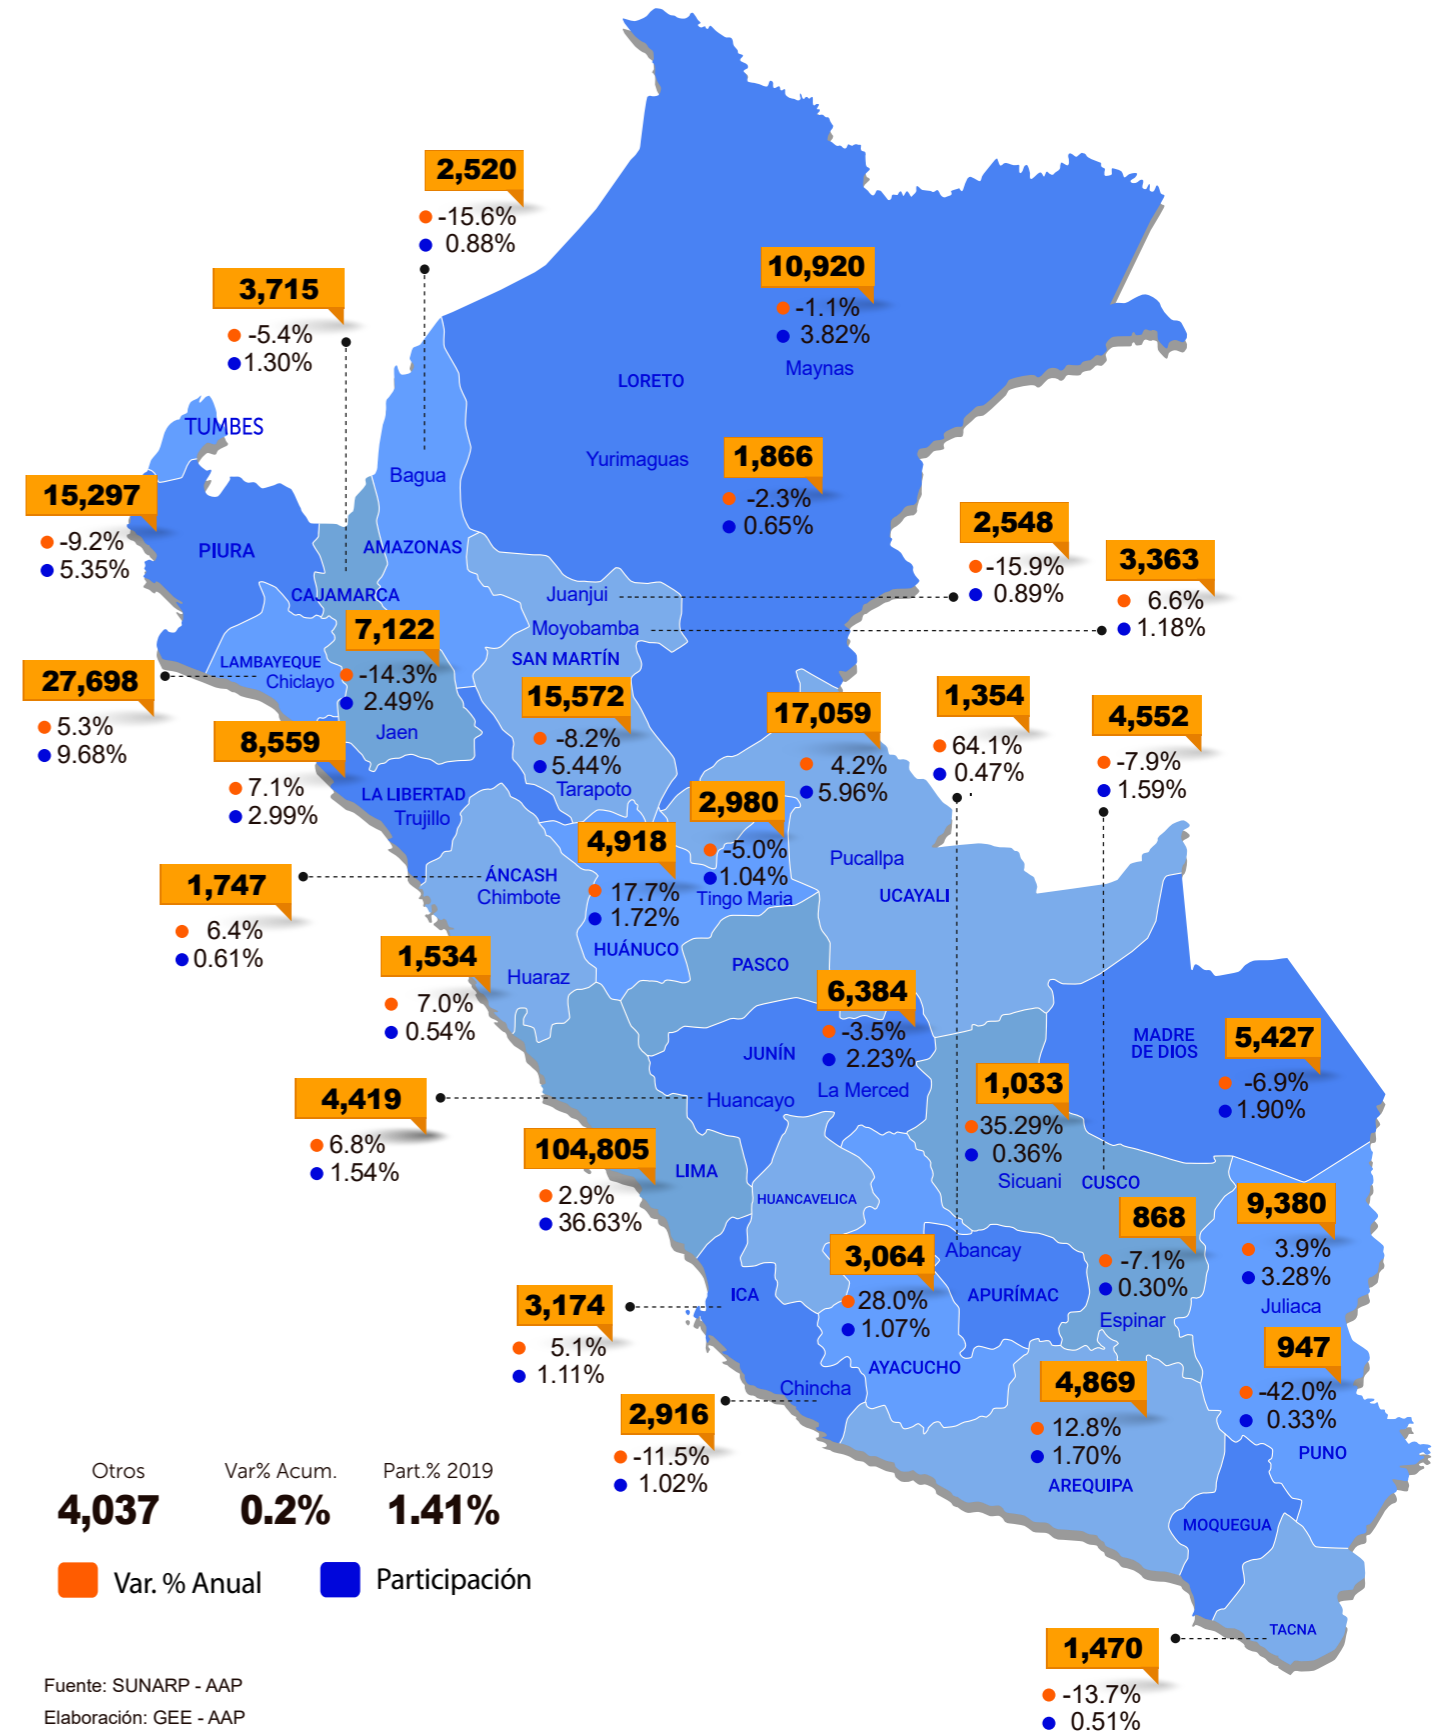 2,520
-15.6%
0.88%
10,920
-1.1%
3.82%
Maynas
3,715
-5.4%
1.30%
LORETO
TUMBES
Yurimaguas
1,866
-2.3%
0.65%
Bagua
15,297
-9.2%
5.35%
PIURA
AMAZONAS
2,548
-15.9%
0.89%
3,363
6.6%
1.18%
CAJAMARCA
Juanjui
Moyobamba
7,122
-14.3%
2.49%
Jaen
SAN MARTÍN
LAMBAYEQUE
Chiclayo
27,698
5.3%
9.68%
15,572
-8.2%
5.44%
Tarapoto
17,059
4.2%
5.96%
1,354
64.1%
0.47%
4,552
-7.9%
1.59%
8,559
7.1%
2.99%
LA LIBERTAD
Trujillo
2,980
-5.0%
1.04%
Tingo Maria
4,918
17.7%
1.72%
HUÁNUCO
Pucallpa
UCAYALI
1,747
6.4%
0.61%
ÁNCASH
Chimbote
1,534
7.0%
0.54%
Huaraz
PASCO
6,384
-3.5%
2.23%
La Merced
JUNÍN
Huancayo
MADRE
DE DIOS
5,427
-6.9%
1.90%
4,419
6.8%
1.54%
1,033
35.29%
0.36%
Sicuani
CUSCO
104,805
2.9%
36.63%
LIMA
HUANCAVELICA
868
-7.1%
0.30%
Espinar
9,380
3.9%
3.28%
Juliaca
3,064
28.0%
1.07%
AYACUCHO
Abancay
APURÍMAC
3,174
5.1%
1.11%
ICA
947
-42.0%
0.33%
PUNO
Chincha
2,916
-11.5%
1.02%
4,869
12.8%
1.70%
AREQUIPA
MOQUEGUA
TACNA
1,470
-13.7%
0.51%
Otros Var% Acum. Part.% 2019
4,037 0.2% 1.41%
Var. % Anual Participación
Fuente: SUNARP - AAP
Elaboración: GEE - AAP